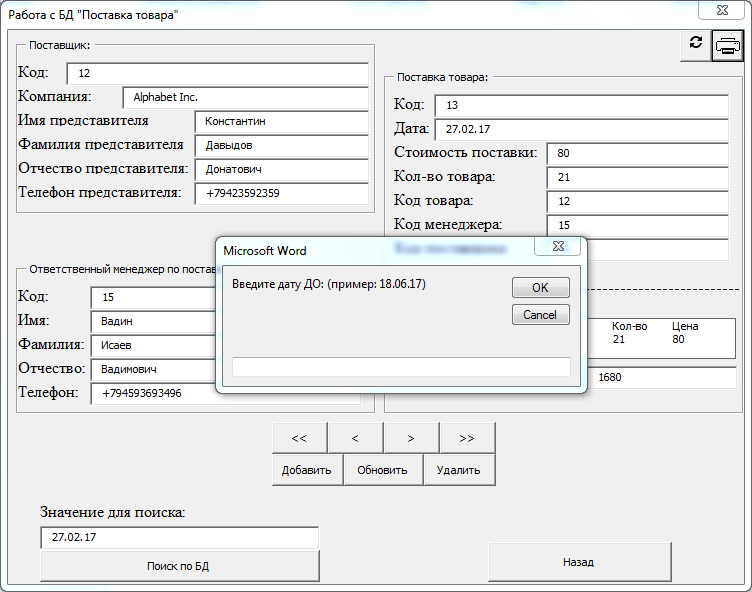 Работа с БД "Поставка товара"
Поставщик:
Код: 12
Компания: Alphabet Inc.
Имя представителя Константин
Фамилия представителя Давыдов
Отчество представителя: Донатович
Телефон представителя: +79423592359
Поставка товара:
Код: 13
Дата: 27.02.17
Стоимость поставки: 80
Кол-во товара: 21
Код товара: 12
Код менеджера: 15
Microsoft Word
Введите дату ДО: (пример: 18.06.17)
OK
Cancel
Ответственный менеджер по постав
Код: 15
Имя: Вадин
Фамилия: Исаев
Отчество: Вадимович
Телефон: +794593693496
Кол-во Цена
21 80
1680
<< < > >>
Добавить Обновить Удалить
Значение для поиска:
27.02.17
Поиск по БД
Назад